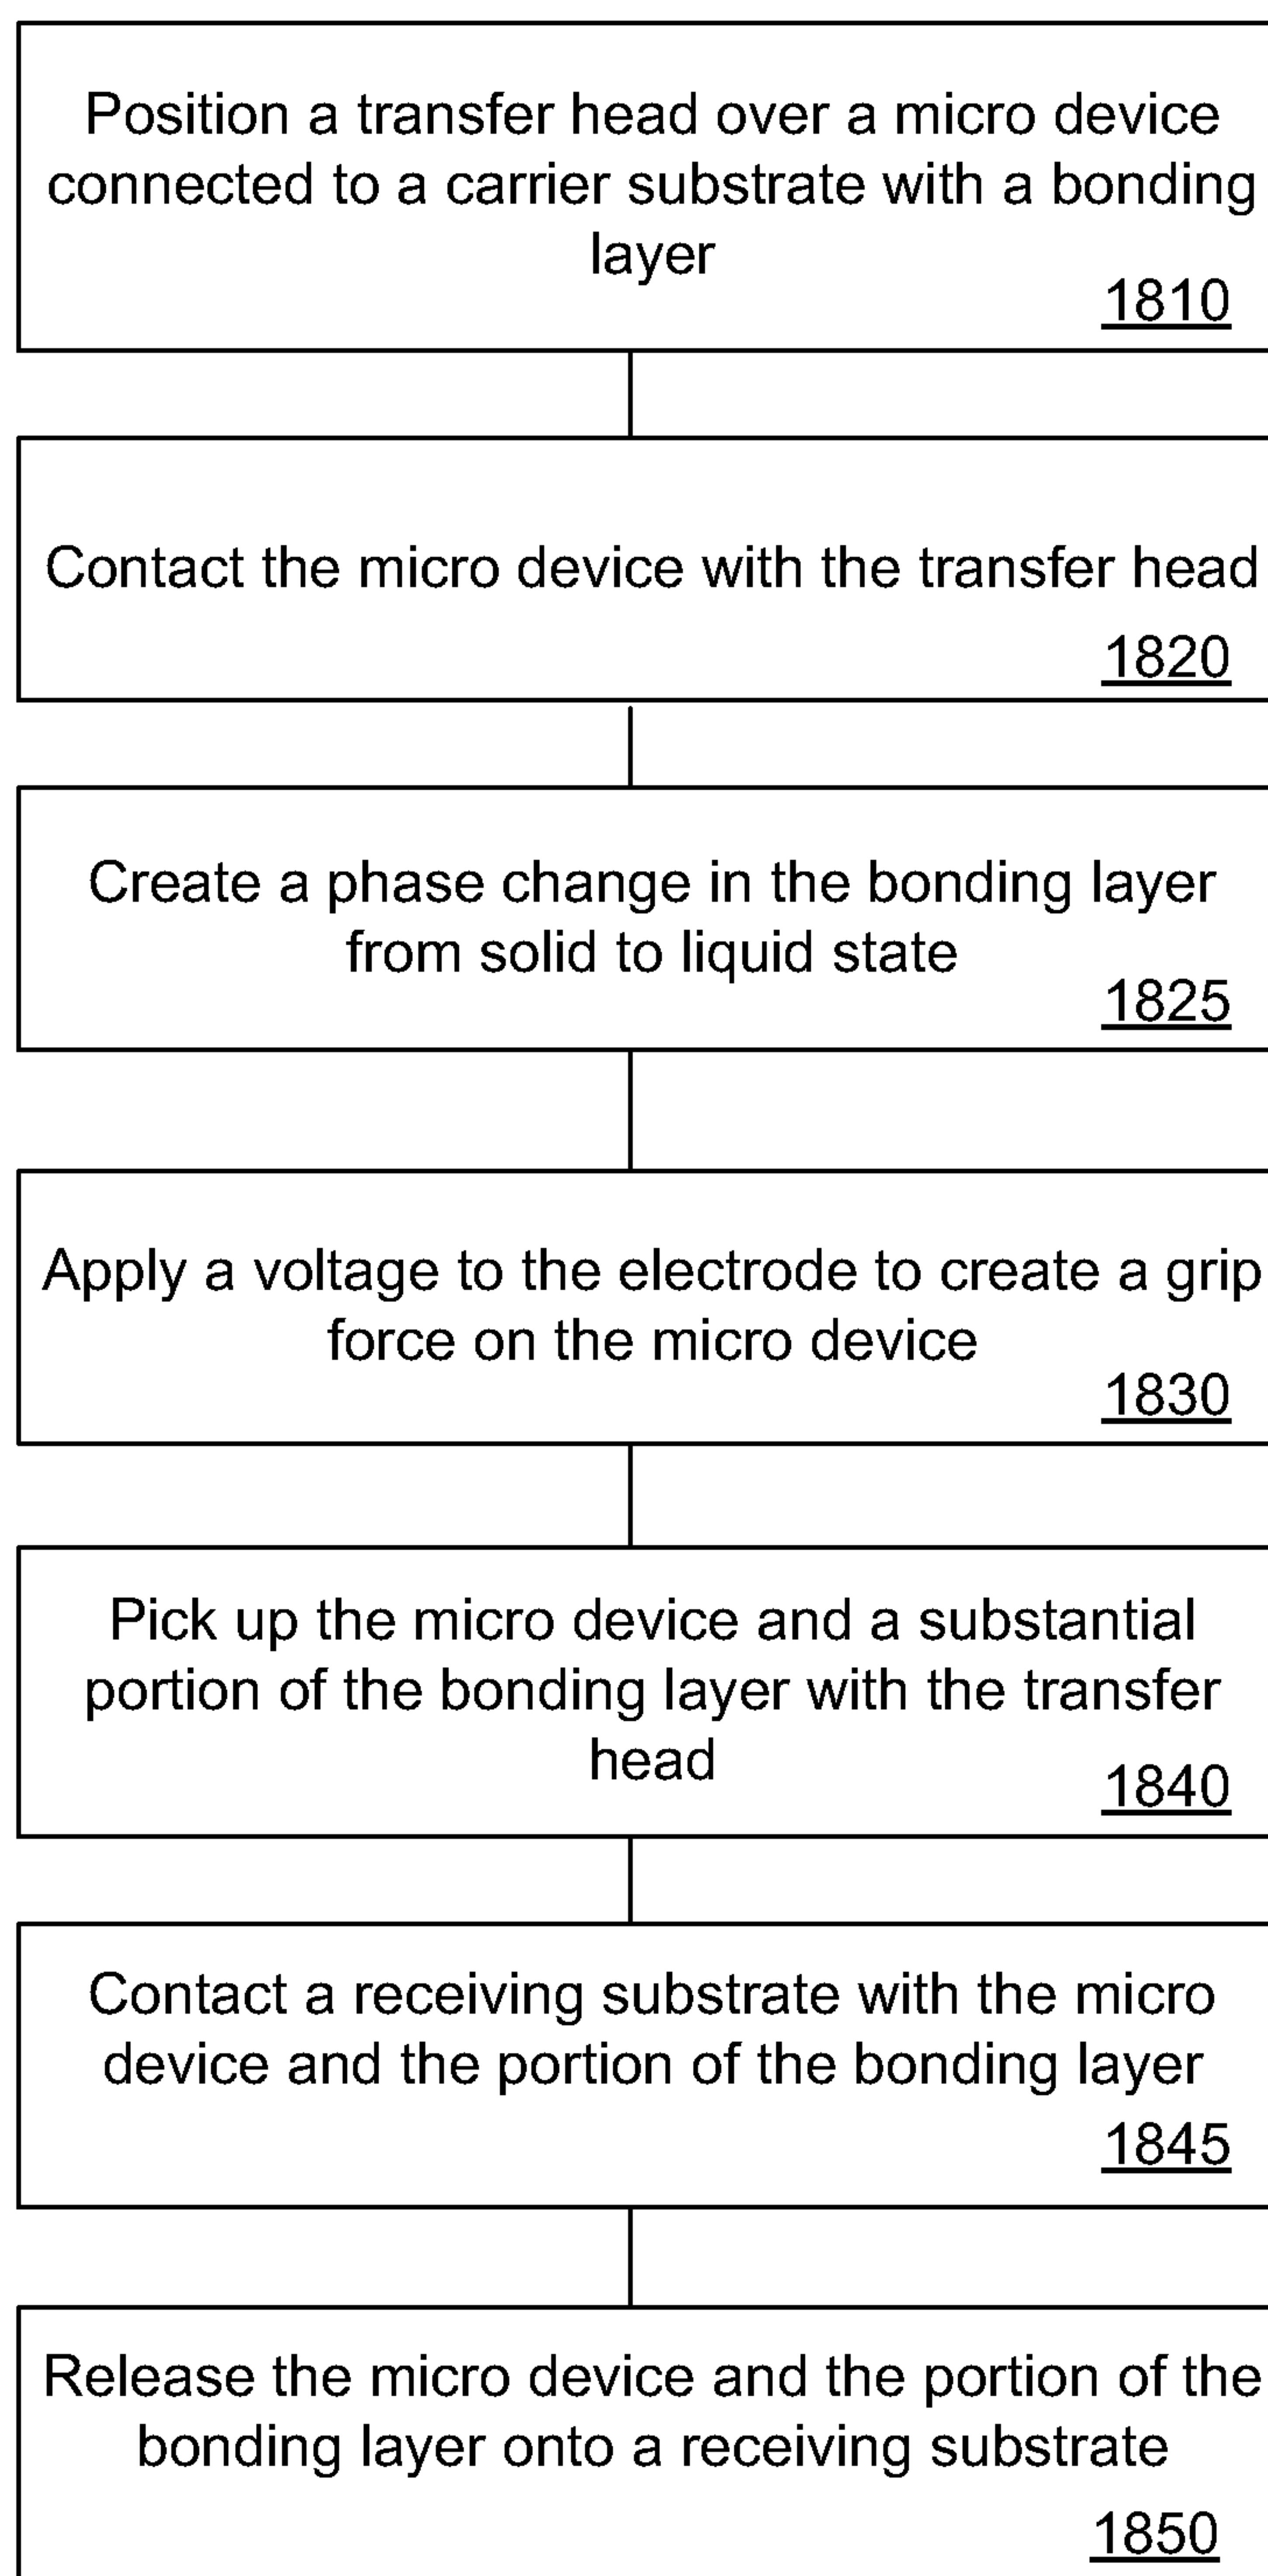 Position a transfer head over a micro device
connected to a carrier substrate with a bonding
layer
1810
Contact the micro device with the transfer head
1820
Create a phase change in the bonding layer
from solid to liquid state
1825
Apply a voltage to the electrode to create a grip
force on the micro device
1830
Pick up the micro device and a substantial
portion of the bonding layer with the transfer
head
1840
Contact a receiving substrate with the micro
device and the portion of the bonding layer
1845
Release the micro device and the portion of the
bonding layer onto a receiving substrate
1850